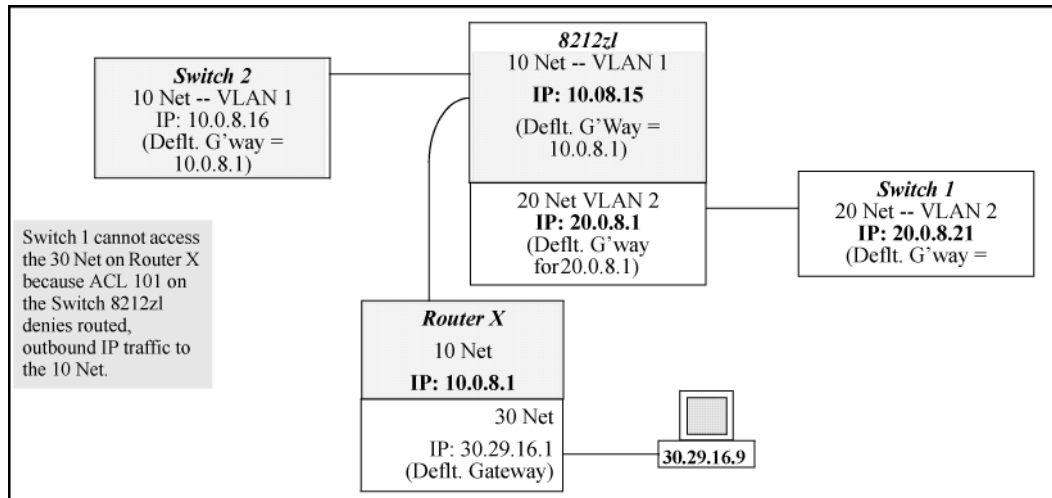 8212zl
10 Net -- VLAN 1
IP: 10.08.15
(Deflt. G'Way =
10.0.8.1)
20 Net VLAN 2
IP: 20.0.8.1
(Deflt. G'way
for20.0.8.1)
Switch 2
10 Net -- VLAN 1
IP: 10.0.8.16
(Deflt. G'way =
10.0.8.1)
Switch 1
20 Net -- VLAN 2
IP: 20.0.8.21
(Deflt. G'way =
Switch 1 cannot access
the 30 Net on Router X
because ACL 101 on
the Switch 8212zl
denies routed,
outbound IP traffic to
the 10 Net.
Router X
10 Net
IP: 10.0.8.1
30 Net
IP: 30.29.16.1
(Deflt. Gateway)
30.29.16.9